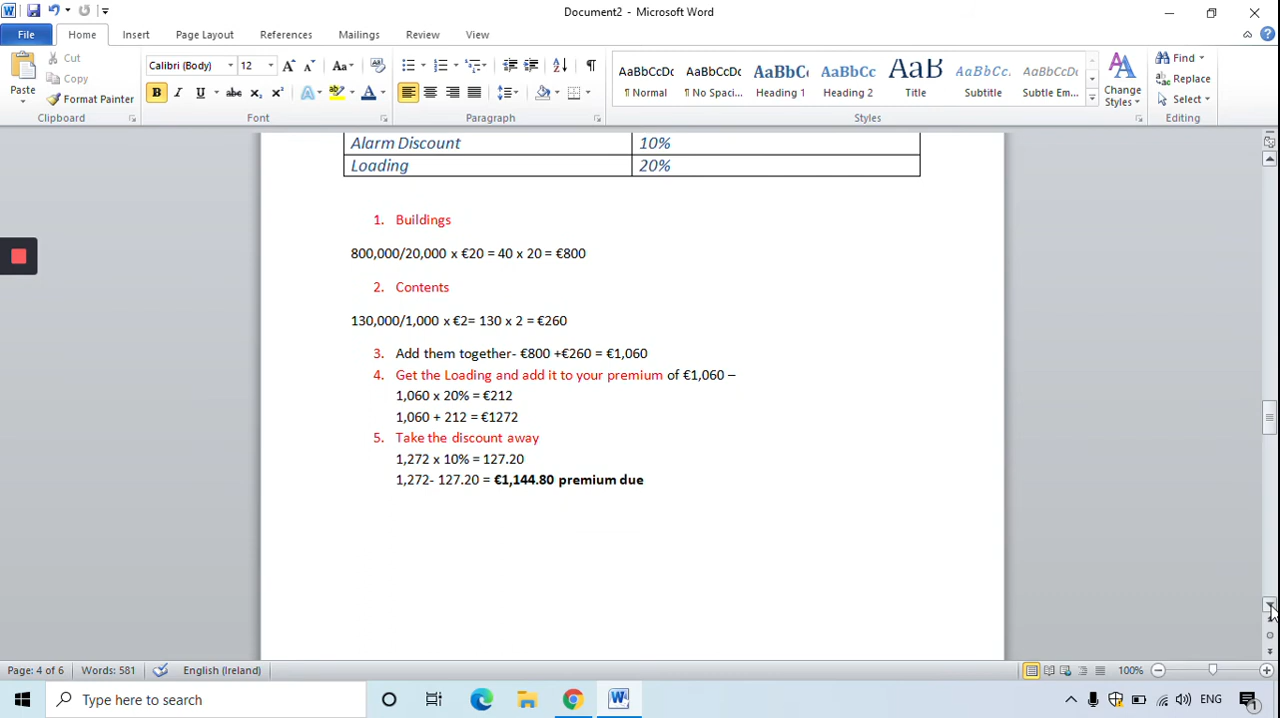 Document2 - Microsoft Word
File Home Insert Page Layout References Mailings Review View
Paste
Cut
Copy
Format Painter
Clipboard
Calibri (Body) 12
Font
Paragraph
AaBbCcDc AaBbCcDc AaBbCc AaBbCc AaB AaBbCc. AaBbCcDc
¶ Normal ¶ No Spaci... Heading 1 Heading 2 Title Subtitle Subtle Em...
Change Styles
Styles
Find
Replace
Select
Editing
Alarm Discount 10%
Loading 20%
1. Buildings
800,000/20,000 x €20 = 40 x 20 = €800
2. Contents
130,000/1,000 x €2= 130 x 2 = €260
3. Add them together- €800 +€260 = €1,060
4. Get the Loading and add it to your premium of €1,060 –
1,060 x 20% = €212
1,060 + 212 = €1272
5. Take the discount away
1,272 x 10% = 127.20
1,272- 127.20 = €1,144.80 premium due
Page: 4 of 6 Words: 581 English (Ireland) 100%
Type here to search ENG 1